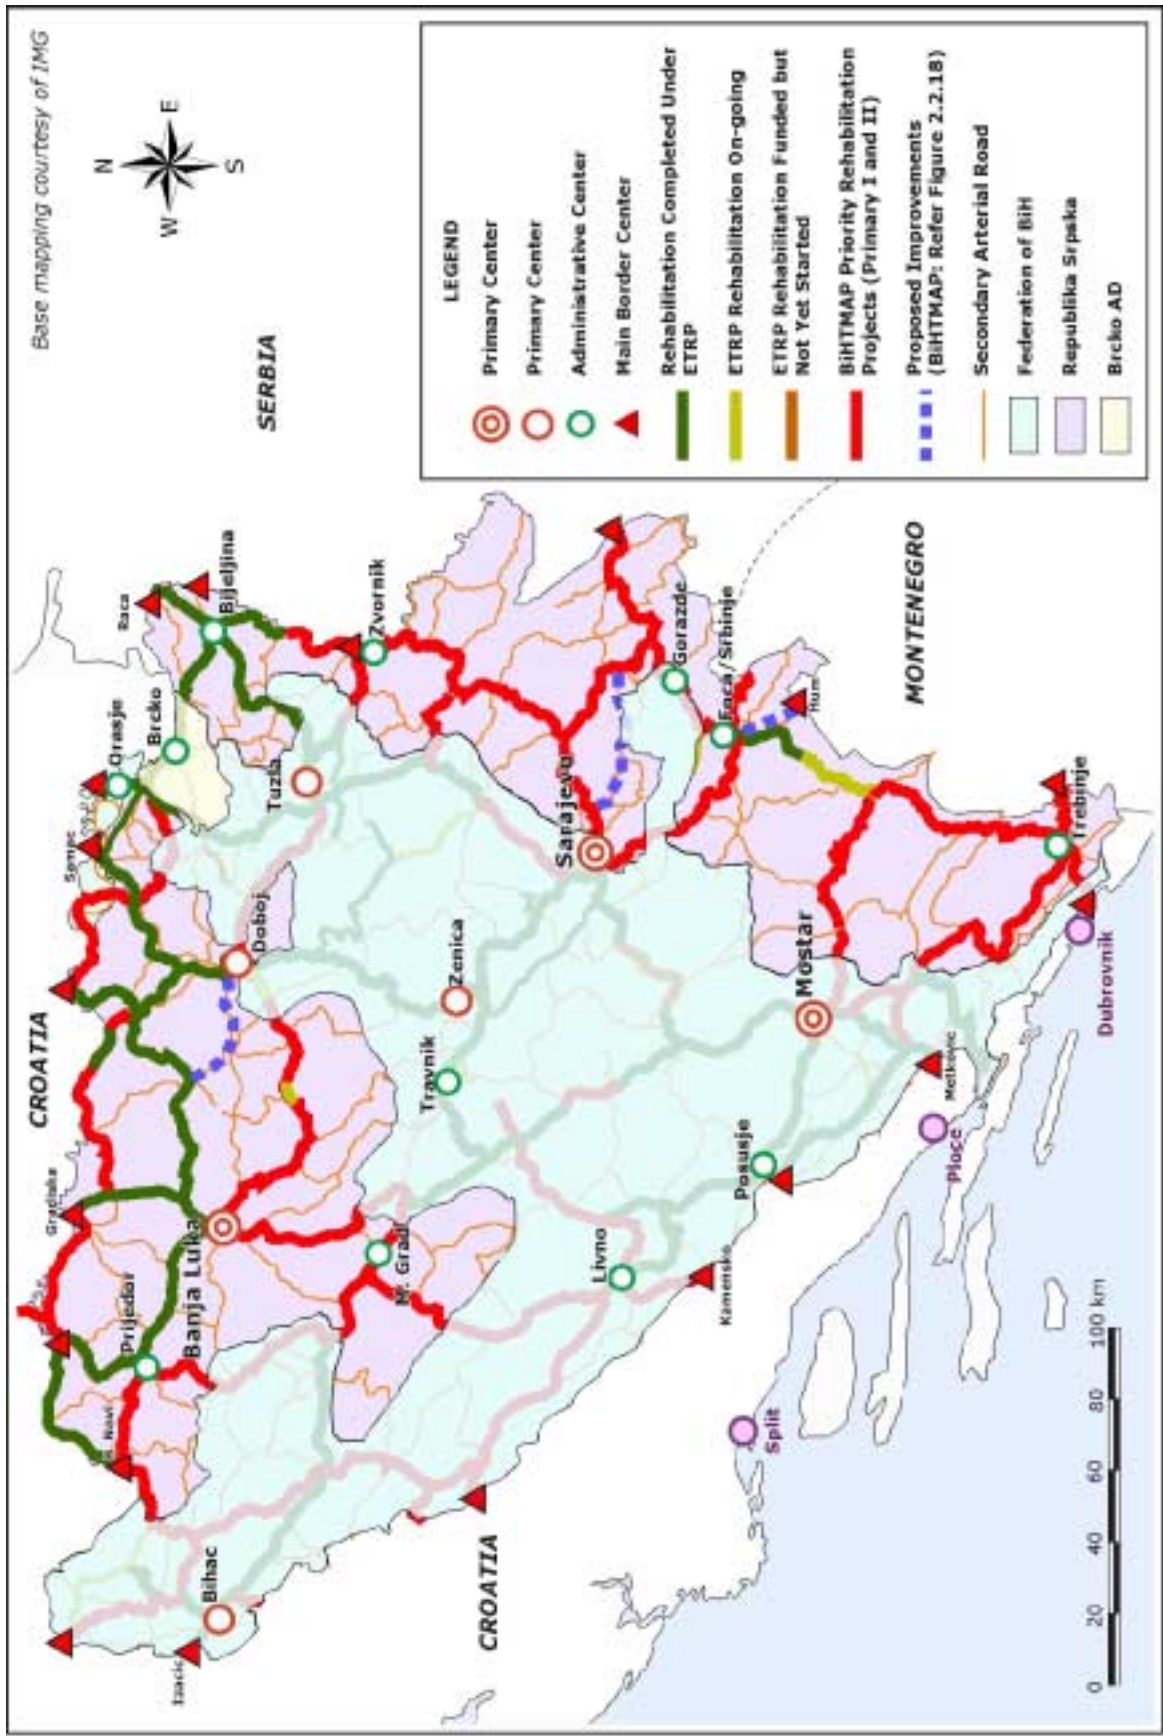 Base mapping courtesy of IMG
N
W
E
S
SERBIA
CROATIA
MONTENEGRO
CROATIA
Gradiska
Samac
Orasje
Brcko
Raca
Bijeljina
Prijedor
Banja Luka
B. Novi
Doboj
Tuzla
Zvornik
Izacic
Bihac
M. Grad
Travnik
Zenica
Sarajevo
Gorazde
Foca/Srbinje
Hum
Livno
Kamensko
Posusje
Mostar
Metkovic
Trebinje
Split
Ploce
Dubrovnik
0
20
40
60
80
100 km
LEGEND
Primary Center
Primary Center
Administrative Center
Main Border Center
Rehabilitation Completed Under
ETRP
ETRP Rehabilitation On-going
ETRP Rehabilitation Funded but
Not Yet Started
BiHTMAP Priority Rehabilitation
Projects (Primary I and II)
Proposed Improvements
(BiHTMAP: Refer Figure 2.2.18)
Secondary Arterial Road
Federation of BiH
Republika Srpska
Brcko AD